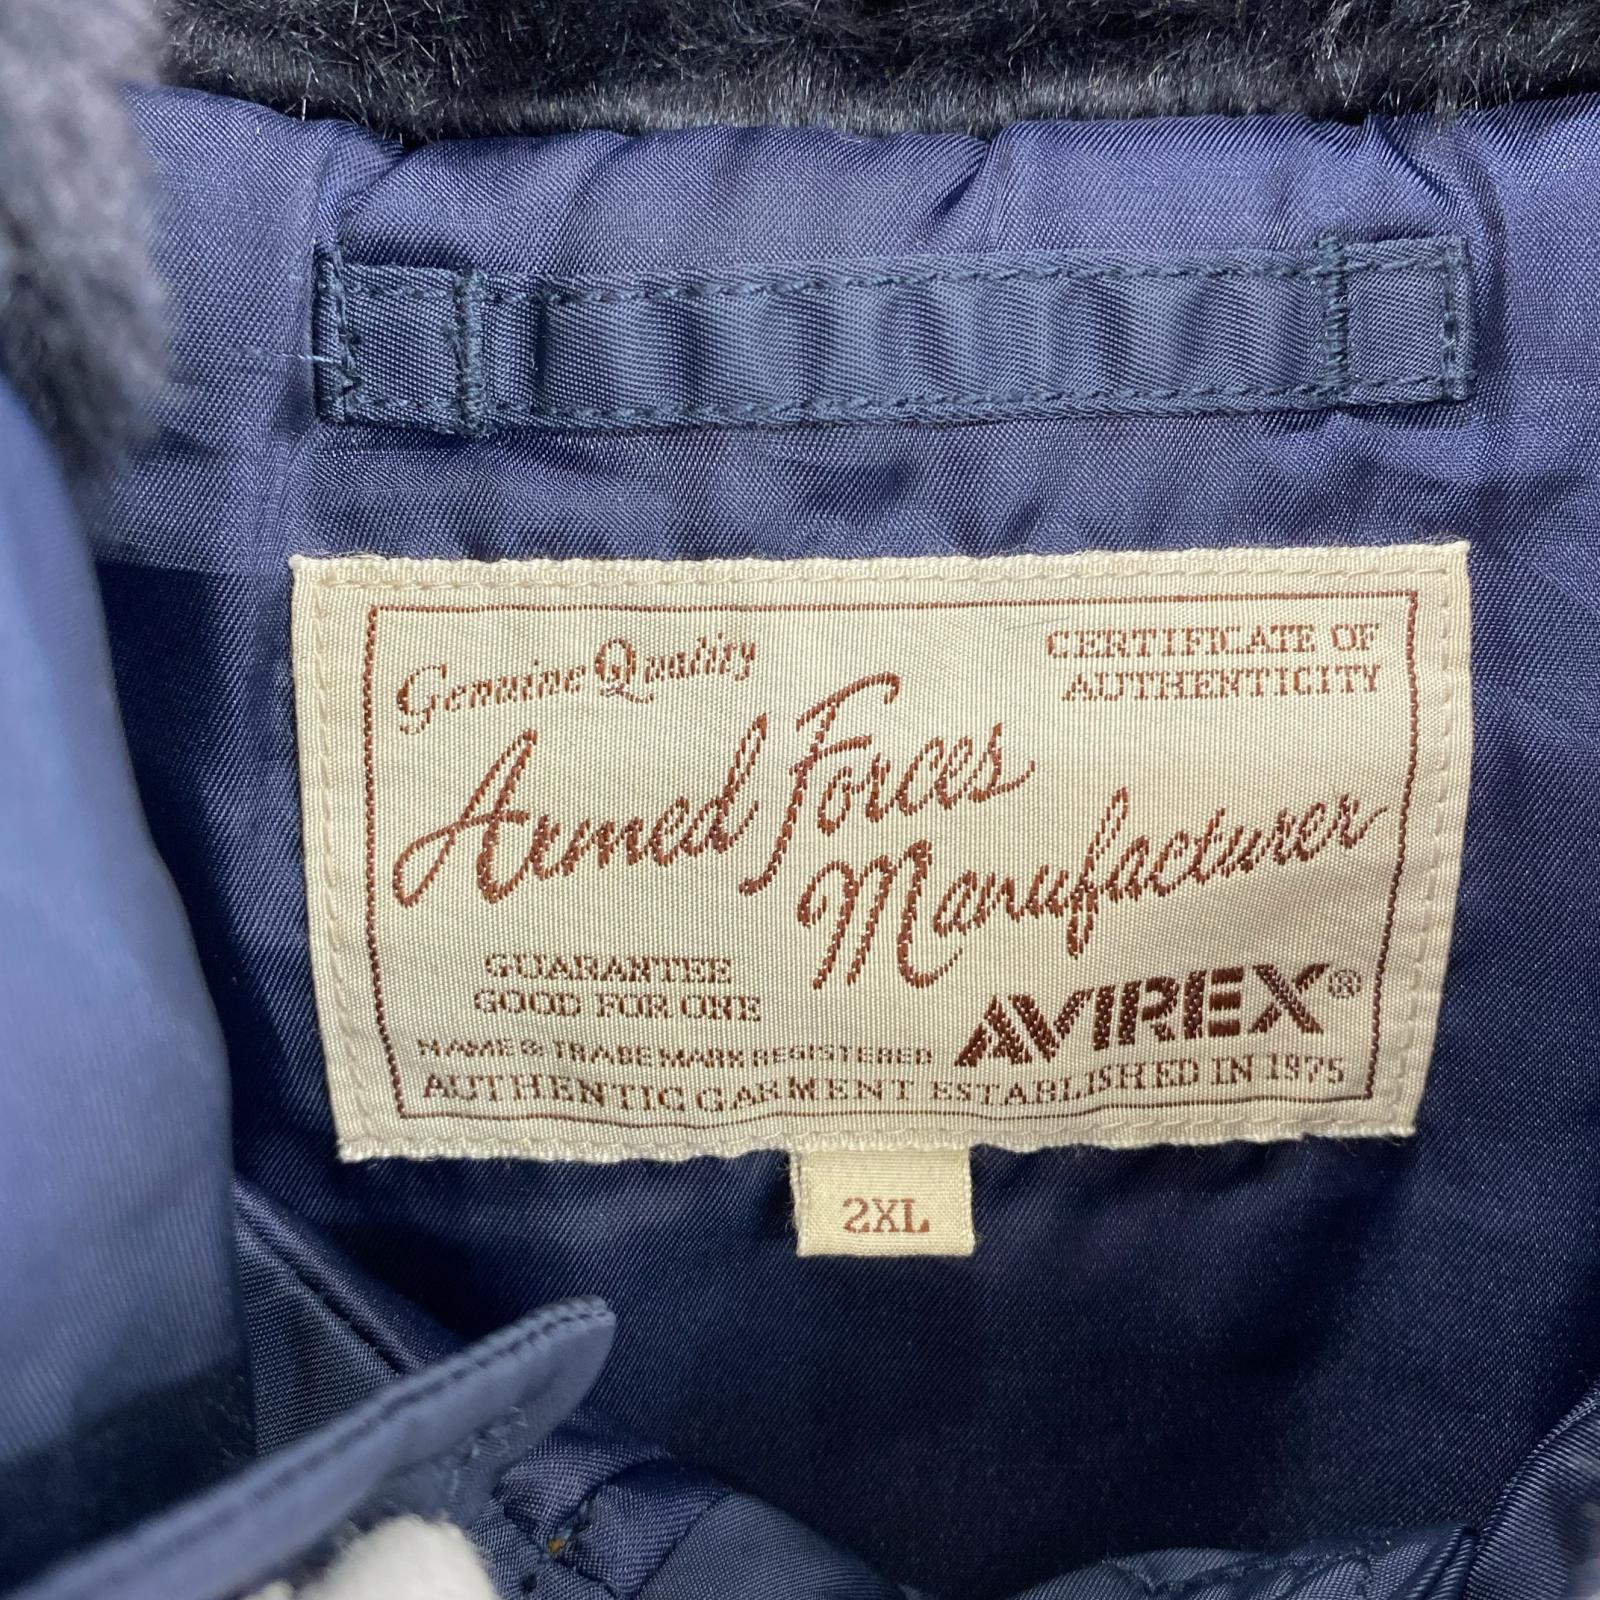 Genuine Quality
CERTIFICATE OF
AUTHENTICITY
Armed Forces
Manufacturer
GUARANTEE
GOOD FOR ONE
AVIREX®
NAME & TRADE MARK REGISTERED
AUTHENTIC GARMENT ESTABLISHED IN 1975
2XL